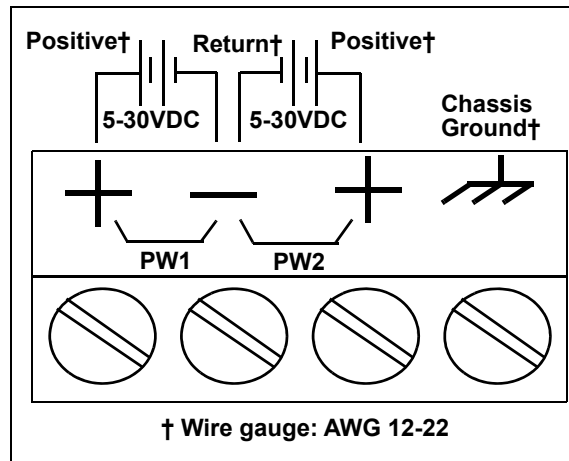 Positive† Return† Positive†
5-30VDC 5-30VDC
Chassis
Ground†
PW1 PW2
† Wire gauge: AWG 12-22